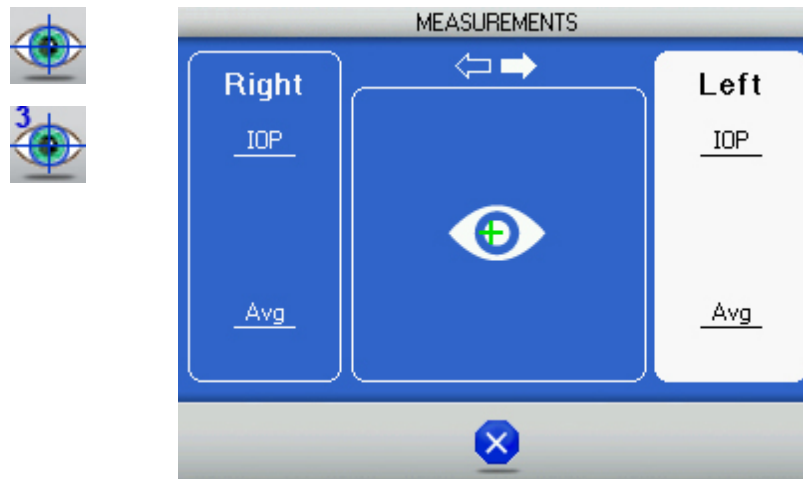 MEASUREMENTS
Right
Left
IOP
IOP
3
Avg
Avg